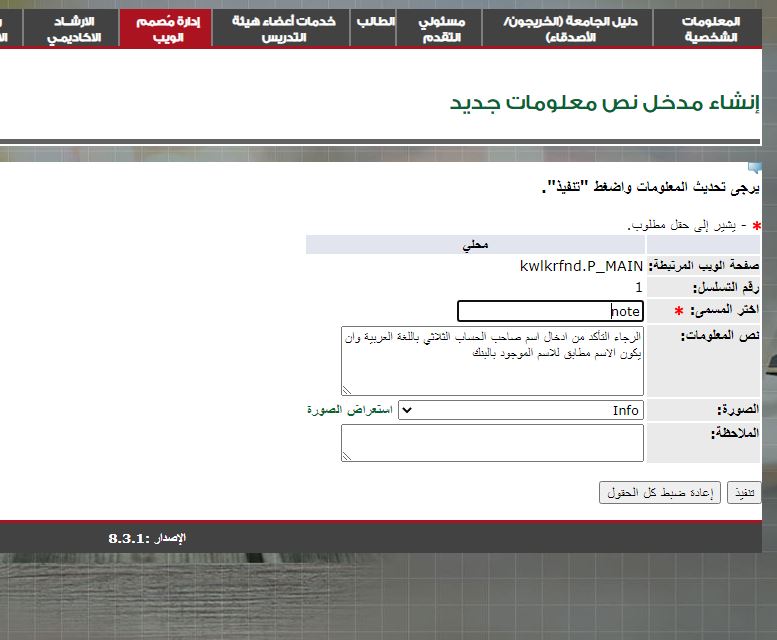 المعلومات الشخصية
دليل الجامعة (الخريجون/ الأصدقاء)
مسئولي التقدم
الطالب
خدمات أعضاء هيئة التدريس
إدارة مُصمم الويب
الارشاد الاكاديمي
إنشاء مدخل نص معلومات جديد
يرجى تحديث المعلومات واضغط "تنفيذ".
* - يشير إلى حقل مطلوب.
محلي
صفحة الويب المرتبطة: kwlkrfnd.P_MAIN
رقم التسلسل: 1
اختر المسمى: * note
نص المعلومات: الرجاء التأكد من ادخال اسم صاحب الحساب الثلاثي باللغة العربية وان
يكون الاسم مطابق للاسم الموجود بالبنك
الصورة: Info استعراض الصورة
الملاحظة:
تنفيذ إعادة ضبط كل الحقول
الإصدار :8.3.1